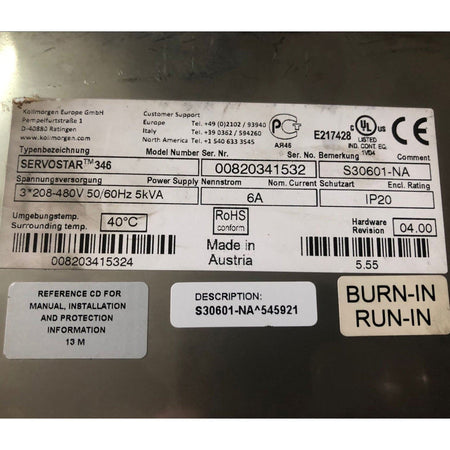 Kollmorgen Europe GmbH
Pempelfurtstraße 1
D-40880 Ratingen
www.kollmorgen.com
Customer Support
Europe Tel. +49 (0)2102 / 93940
Italy Tel. +39 0362 / 594260
North America Tel. +1 540 633 3545
AR46
E217428
C UL US
LISTED
IND. CONT. EQ.
1VD4
Typenbezeichnung Model Number Ser. Nr. Ser. No Bemerkung Comment
SERVOSTAR™346 00820341532 S30601-NA
Spannungsversorgung Power Supply Nennstrom Nom. Current Schutzart Encl. Rating
3*208-480V 50/60Hz 5kVA 6A IP20
Umgebungstemp.
Surrounding temp. 40°C
RoHS
conform
Hardware
Revision 04.00
Made in
Austria
008203415324
5.55
REFERENCE CD FOR
MANUAL, INSTALLATION
AND PROTECTION
INFORMATION
13 M
DESCRIPTION:
S30601-NA^545921
BURN-IN
RUN-IN